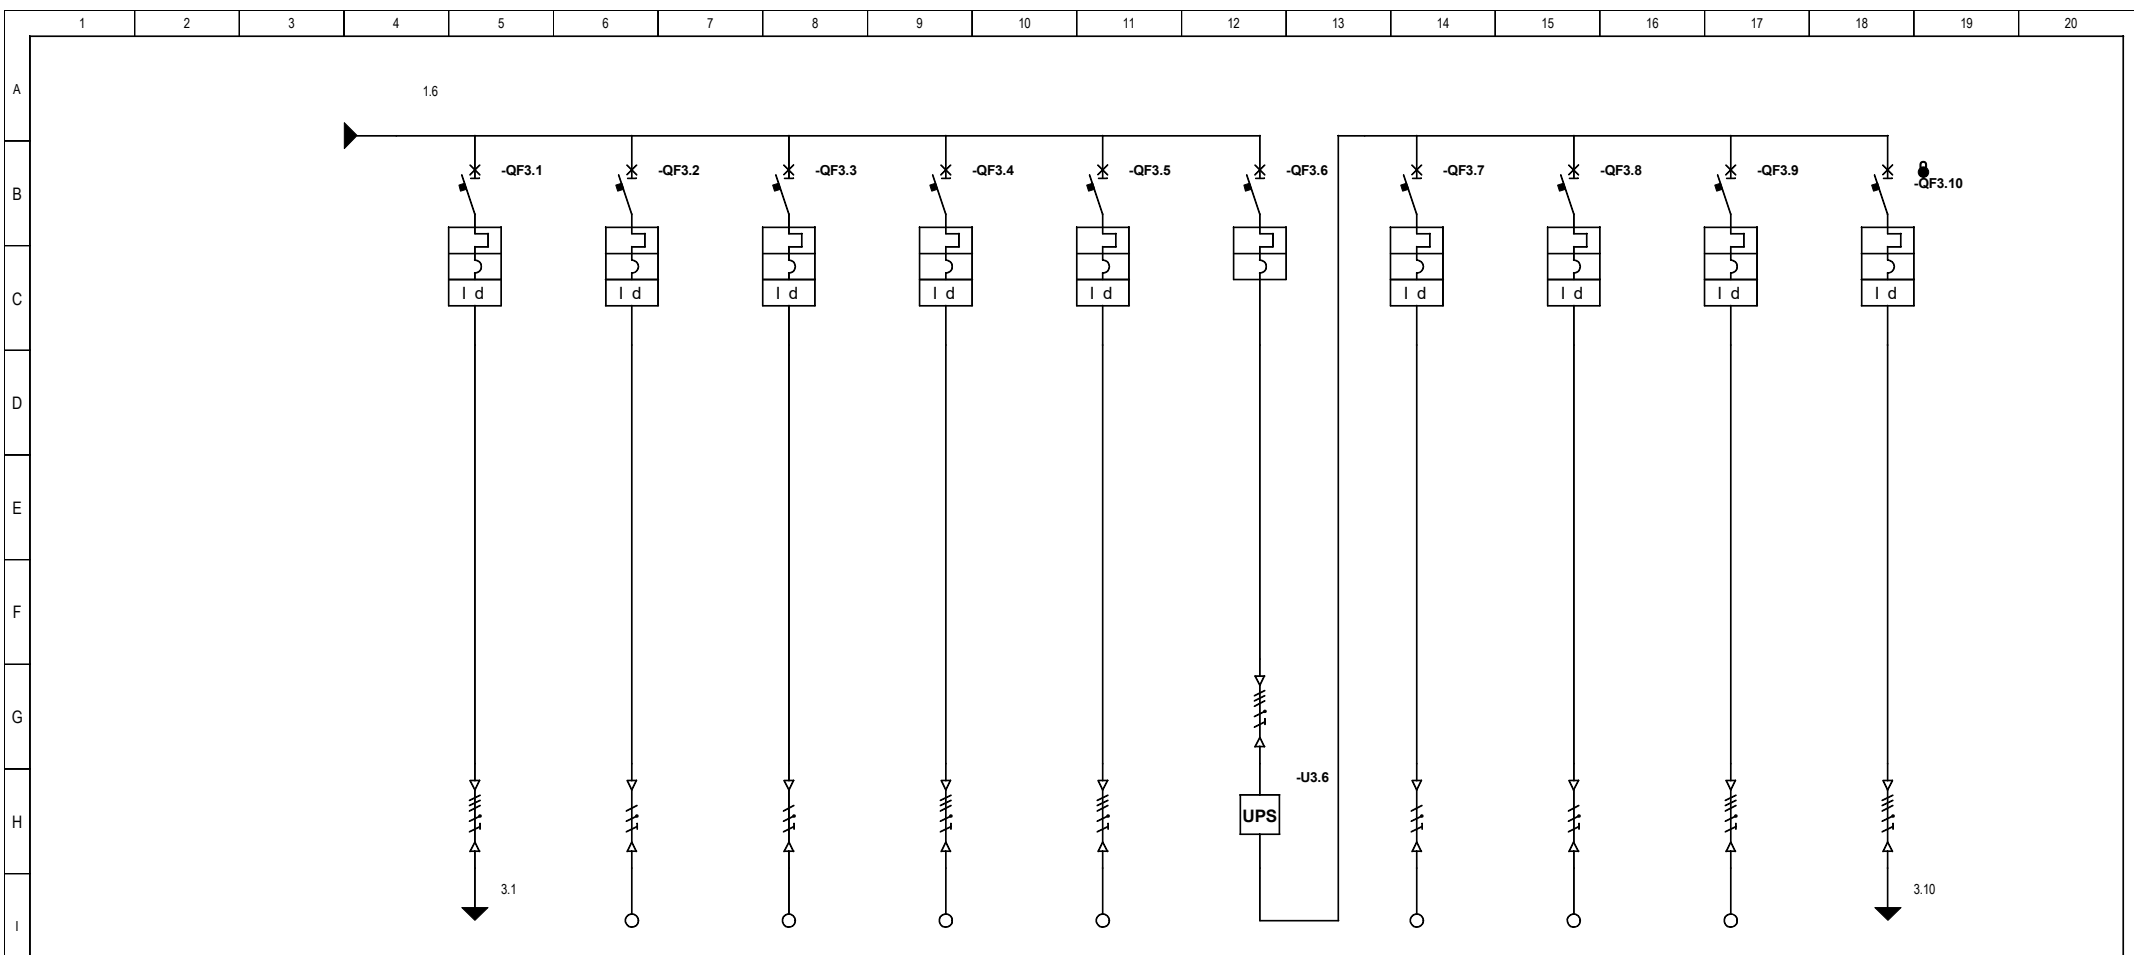 1 2 3 4 5 6 7 8 9 10 11 12 13 14 15 16 17 18 19 20
A
1.6
B
-QF3.1 -QF3.2 -QF3.3 -QF3.4 -QF3.5 -QF3.6 -QF3.7 -QF3.8 -QF3.9
-QF3.10
C
I d I d I d I d I d I d I d I d I d
D
E
F
G
-U3.6
H
UPS
3.1 3.10
I